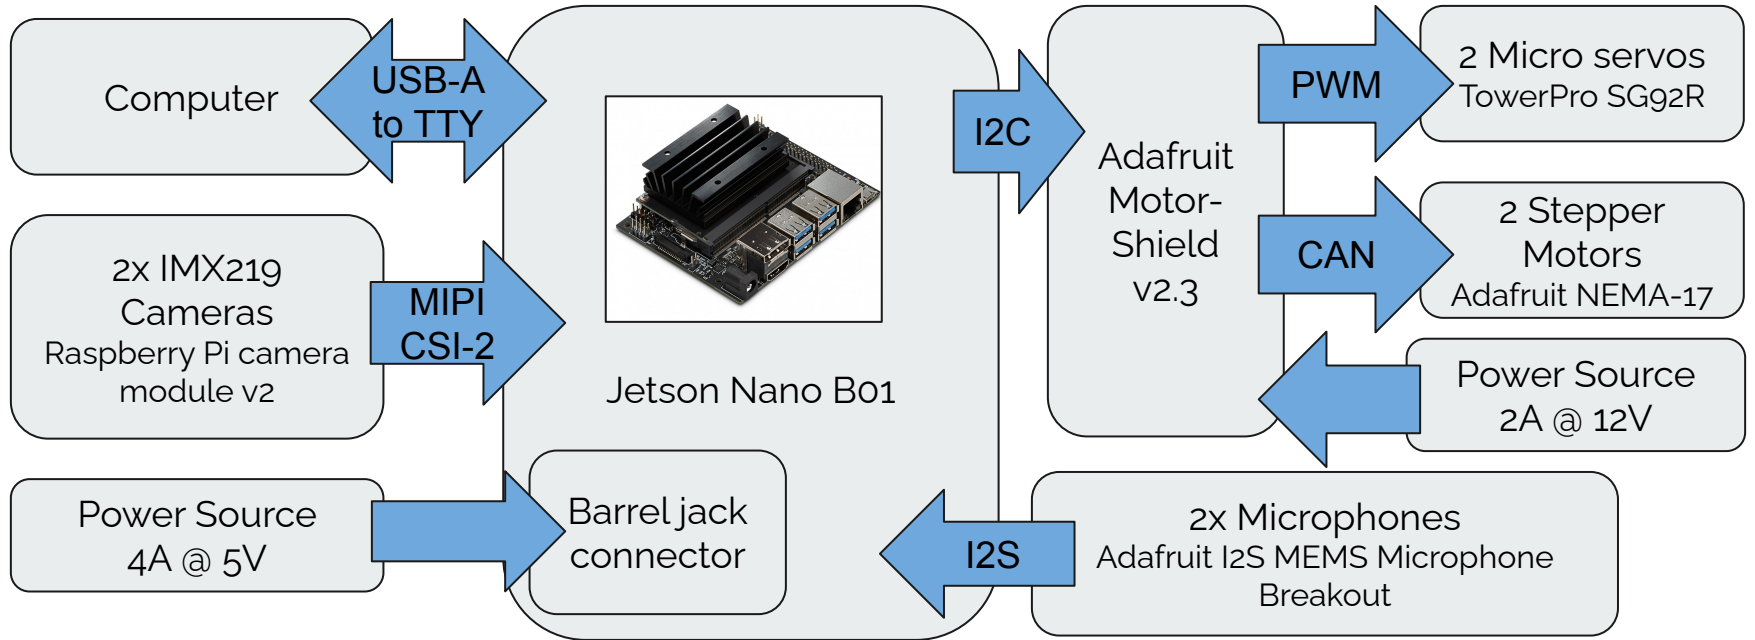 Computer
USB-A
to TTY
2x IMX219
Cameras
Raspberry Pi camera
module v2
MIPI
CSI-2
Power Source
4A @ 5V
Jetson Nano B01
Barrel jack
connector
I2C
Adafruit
Motor-
Shield
v2.3
PWM
2 Micro servos
TowerPro SG92R
CAN
2 Stepper
Motors
Adafruit NEMA-17
Power Source
2A @ 12V
I2S
2x Microphones
Adafruit I2S MEMS Microphone
Breakout